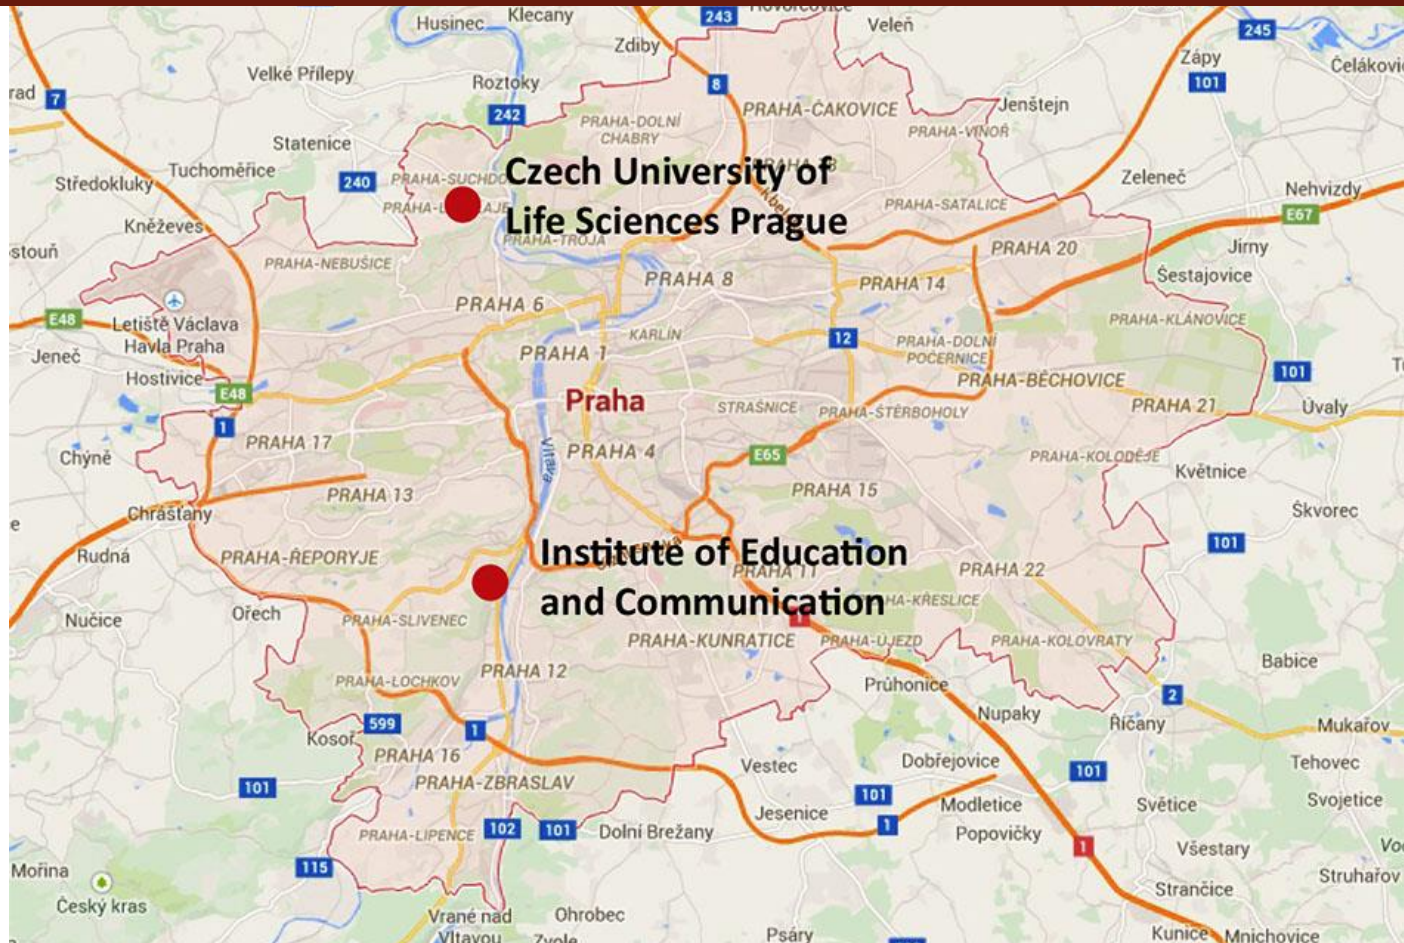 243
Klecany
Husinec
Veleň
245
Zdiby
Zápy
Čelákovi
Velké Přílepy
Roztoky
8
101
rad
7
242
PRAHA-DOLNÍ
CHABRY
PRAHA-ČAKOVICE
Jenštejn
PRAHA-VINOŘ
Statenice
Tuchoměřice
240
Středokluky
Czech University of
Life Sciences Prague
Zeleneč
Nehvizdy
PRAHA-SATALICE
E67
Kněževes
PRAHA-TROJA
PRAHA 20
Jirny
PRAHA-NEBUŠICE
PRAHA 8
PRAHA 14
Šestajovice
PRAHA 6
E48
Letiště Václava
Havla Praha
KARLÍN
12
PRAHA-DOLNÍ
POČERNICE
PRAHA-KLÁNOVICE
Jeneč
PRAHA 1
Hostivice
E48
101
PRAHA-BĚCHOVICE
Praha
STRAŠNICE
PRAHA-ŠTĚRBOHOLY
PRAHA 21
Úvaly
1
PRAHA 17
Vltava
PRAHA 4
E65
PRAHA-KOLODĚJE
Chýně
Květnice
PRAHA 13
PRAHA 15
Chrášťany
Škvorec
Rudná
PRAHA-ŘEPORYJE
Institute of Education
and Communication
101
PRAHA 11
PRAHA 22
Nučice
Ořech
PRAHA-SLIVENEC
1
PRAHA-KUNRATICE
PRAHA-ÚJEZD
PRAHA-KOLOVRATY
PRAHA-LOCHKOV
PRAHA 12
Babice
Průhonice
2
599
1
Nupaky
Říčany
Mukařov
Kosoř
PRAHA 16
Vestec
Dobřejovice
101
Tehovec
PRAHA-ZBRASLAV
101
101
Modletice
Světice
Svojetice
Jesenice
PRAHA-LIPENCE
102
101
Dolní Brežany
1
Popovičky
1
Všestary
115
Mořina
Struhařov
Český kras
Strančice
Vrané nad
Vltavou
Ohrobec
Zvole
Psáry
Kunice
Mnichovice